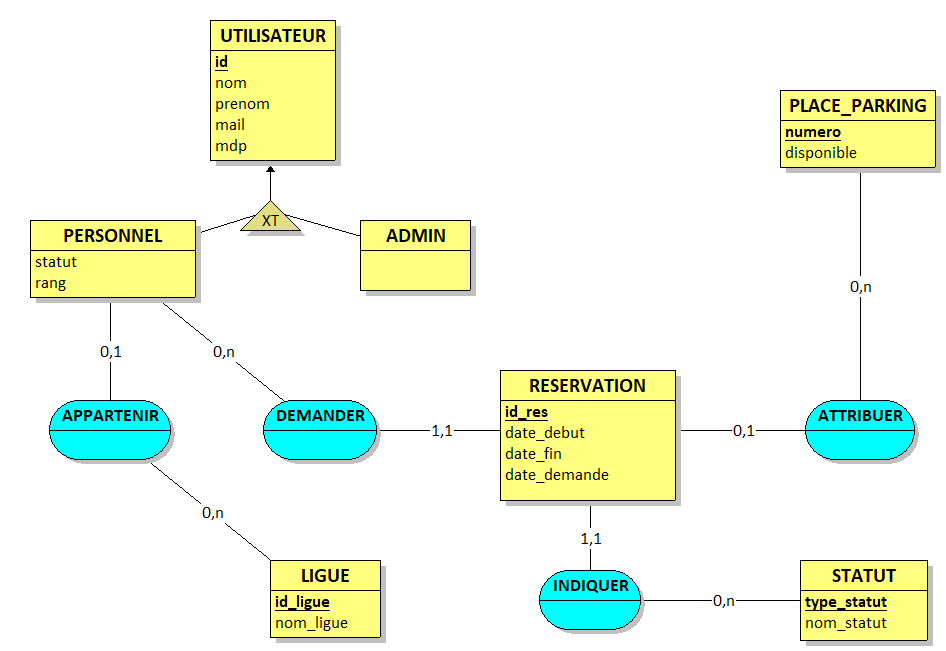 UTILISATEUR
id
nom
prenom
mail
mdp
PLACE_PARKING
numero
disponible
XT
PERSONNEL
statut
rang
ADMIN
0,n
0,1
0,n
RESERVATION
id_res
date_debut
date_fin
date_demande
APPARTENIR
DEMANDER
1,1
0,1
ATTRIBUER
0,n
1,1
LIGUE
id_ligue
nom_ligue
INDIQUER
0,n
STATUT
type_statut
nom_statut